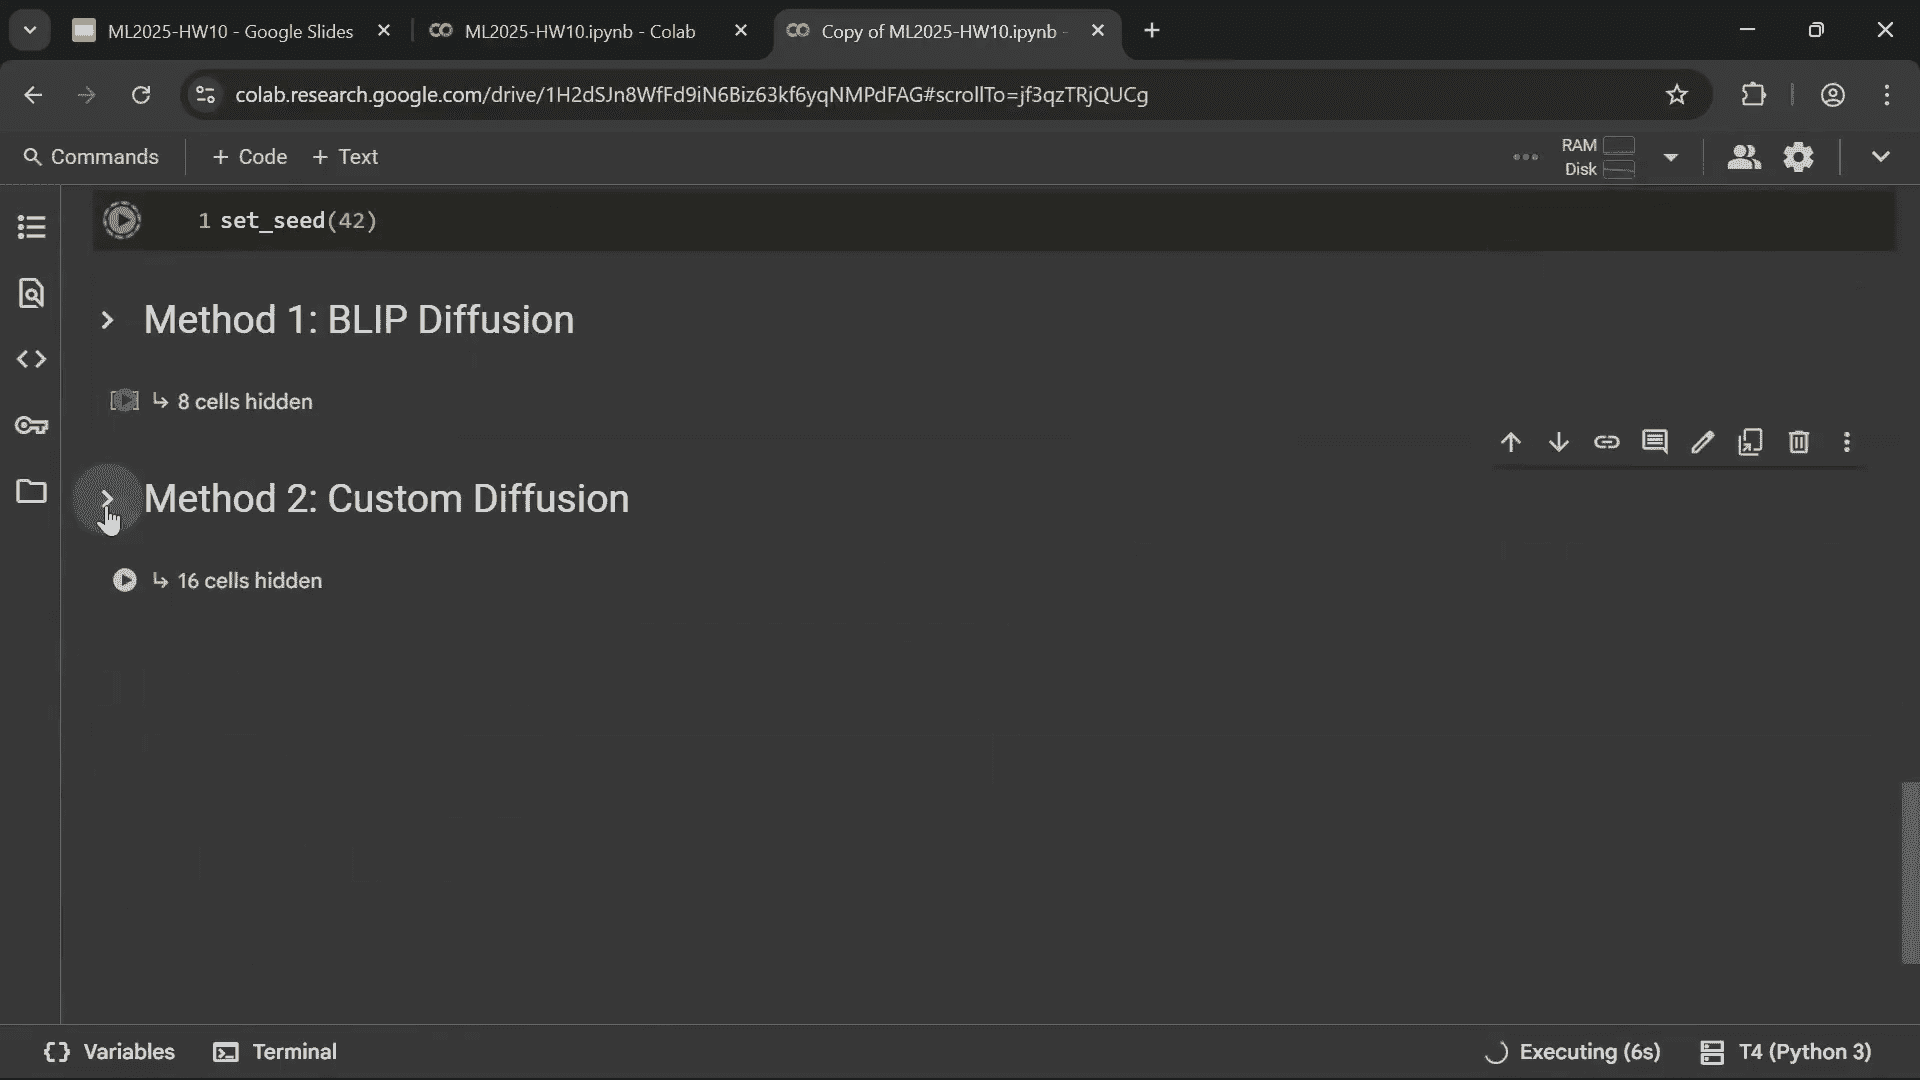 ML2025-HW10 - Google Slides
ML2025-HW10.ipynb - Colab
Copy of ML2025-HW10.ipynb -
colab.research.google.com/drive/1H2dSJn8WfFd9iN6Biz63kf6yqNMPdFAG#scrollTo=jf3qzTRjQUCg
Commands
+ Code
+ Text
RAM
Disk
1 set_seed(42)
Method 1: BLIP Diffusion
8 cells hidden
Method 2: Custom Diffusion
16 cells hidden
Variables
Terminal
Executing (6s)
T4 (Python 3)